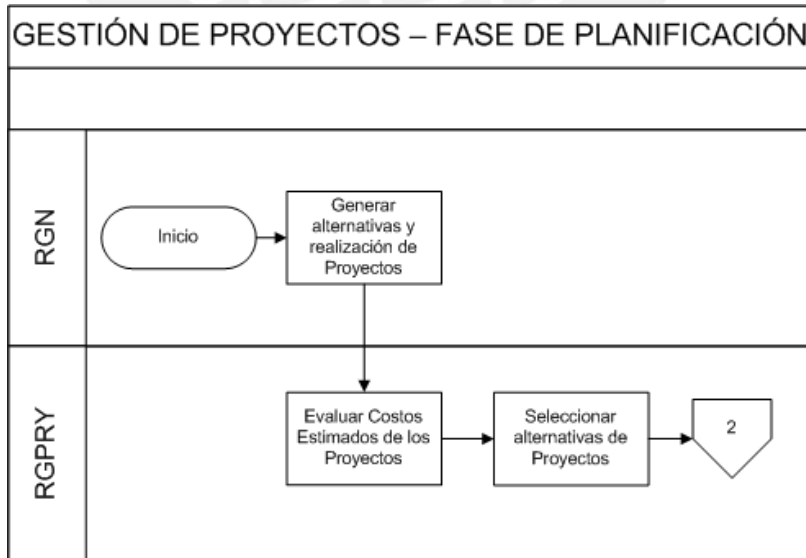 GESTIÓN DE PROYECTOS – FASE DE PLANIFICACIÓN
RGN
Inicio
Generar
alternativas y
realización de
Proyectos
RGPRY
Evaluar Costos
Estimados de los
Proyectos
Seleccionar
alternativas de
Proyectos
2